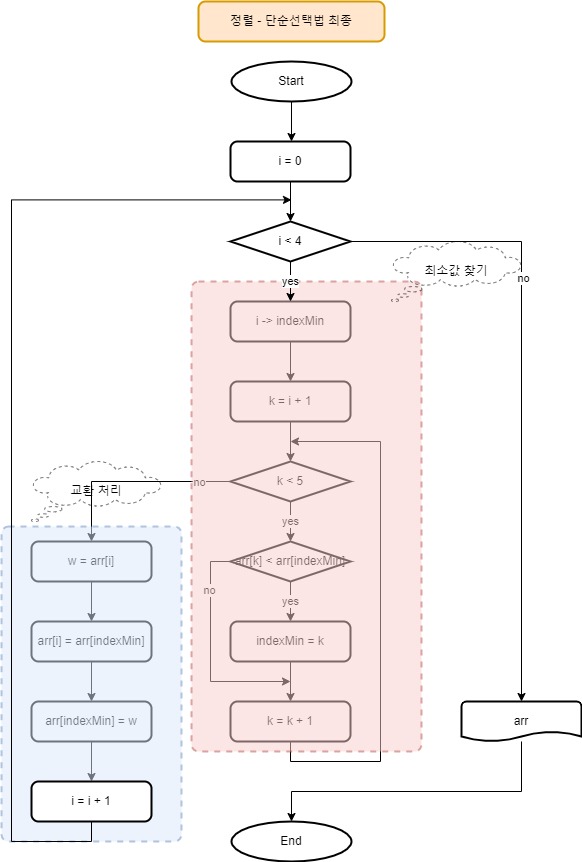 정렬 - 단순선택법 최종
Start
i = 0
i < 4
최소값 찾기
no
yes
i -> indexMin
k = i + 1
k < 5
no
교환 처리
yes
w = arr[i]
arr[k] < arr[indexMin]
no
yes
arr[i] = arr[indexMin]
indexMin = k
arr[indexMin] = w
k = k + 1
arr
i = i + 1
End